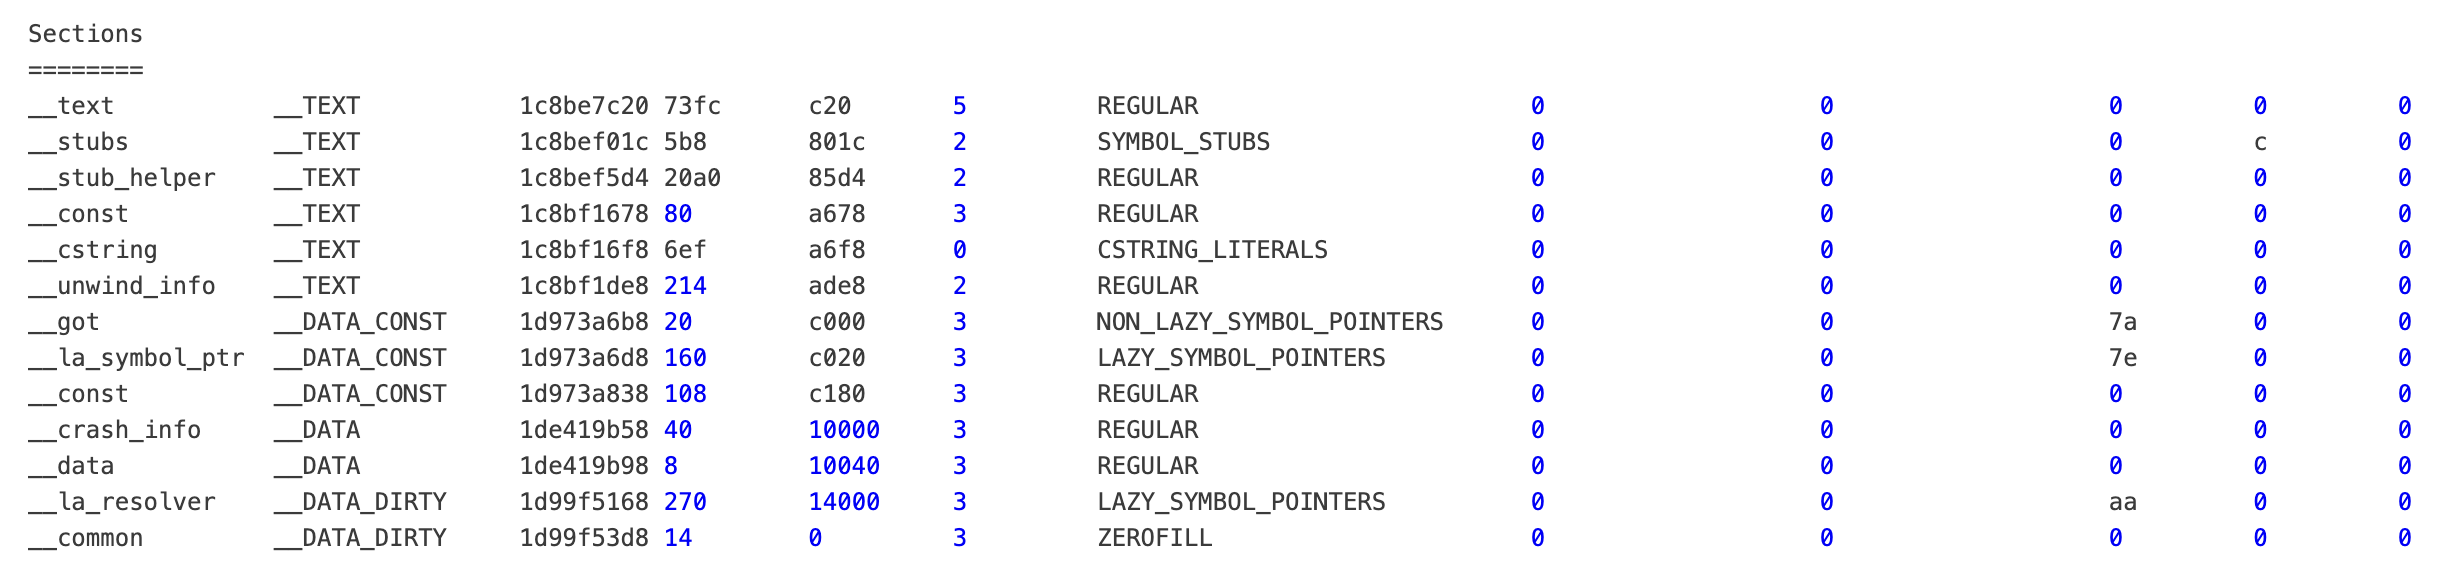 Sections
========
__text __TEXT 1c8be7c20 73fc c20 5 REGULAR 0 0 0 0 0
__stubs __TEXT 1c8bef01c 5b8 801c 2 SYMBOL_STUBS 0 0 0 c 0
__stub_helper __TEXT 1c8bef5d4 20a0 85d4 2 REGULAR 0 0 0 0 0
__const __TEXT 1c8bf1678 80 a678 3 REGULAR 0 0 0 0 0
__cstring __TEXT 1c8bf16f8 6ef a6f8 0 CSTRING_LITERALS 0 0 0 0 0
__unwind_info __TEXT 1c8bf1de8 214 ade8 2 REGULAR 0 0 0 0 0
__got __DATA_CONST 1d973a6b8 20 c000 3 NON_LAZY_SYMBOL_POINTERS 0 0 7a 0 0
__la_symbol_ptr __DATA_CONST 1d973a6d8 160 c020 3 LAZY_SYMBOL_POINTERS 0 0 7e 0 0
__const __DATA_CONST 1d973a838 108 c180 3 REGULAR 0 0 0 0 0
__crash_info __DATA 1de419b58 40 10000 3 REGULAR 0 0 0 0 0
__data __DATA 1de419b98 8 10040 3 REGULAR 0 0 0 0 0
__la_resolver __DATA_DIRTY 1d99f5168 270 14000 3 LAZY_SYMBOL_POINTERS 0 0 aa 0 0
__common __DATA_DIRTY 1d99f53d8 14 0 3 ZEROFILL 0 0 0 0 0